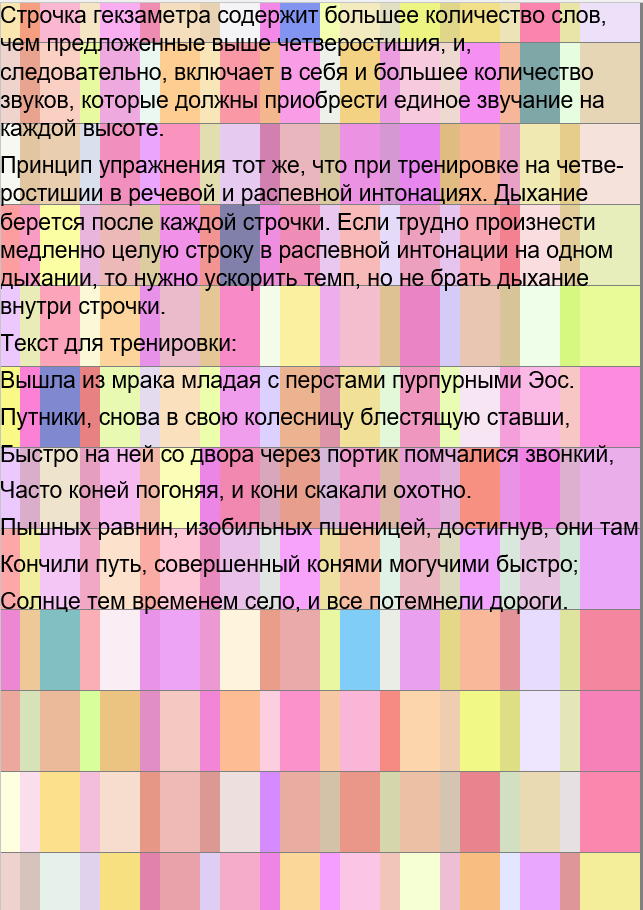 Строчка гекзаметра содержит большее количество слов,
чем предложенные выше четверостишия, и,
следовательно, включает в себя и большее количество
звуков, которые должны приобрести единое звучание на
каждой высоте.
Принцип упражнения тот же, что при тренировке на четве-
ростишии в речевой и распевной интонациях. Дыхание
берется после каждой строчки. Если трудно произнести
медленно целую строку в распевной интонации на одном
дыхании, то нужно ускорить темп, но не брать дыхание
внутри строчки.
Текст для тренировки:
Вышла из мрака младая с перстами пурпурными Эос.
Путники, снова в свою колесницу блестящую ставши,
Быстро на ней со двора через портик помчалися звонкий,
Часто коней погоняя, и кони скакали охотно.
Пышных равнин, изобильных пшеницей, достигнув, они там
Кончили путь, совершенный конями могучими быстро;
Солнце тем временем село, и все потемнели дороги.